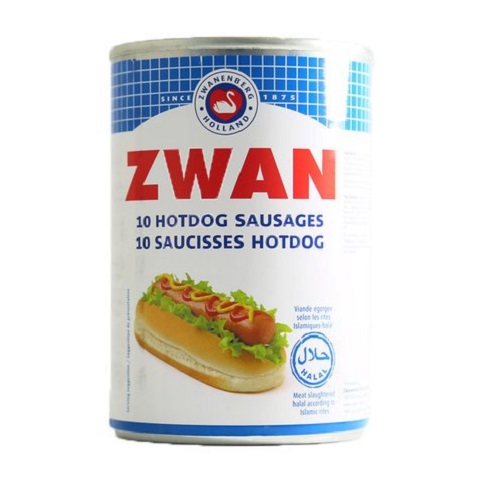 ZWANENBERG
SINCE 1875
HOLLAND
ZWAN
10 HOTDOG SAUSAGES
10 SAUCISSES HOTDOG
Viande égorgée
selon les rites
Islamiques-halal
حلال
HALAL
Meat slaughtered
halal according to
Islamic rites